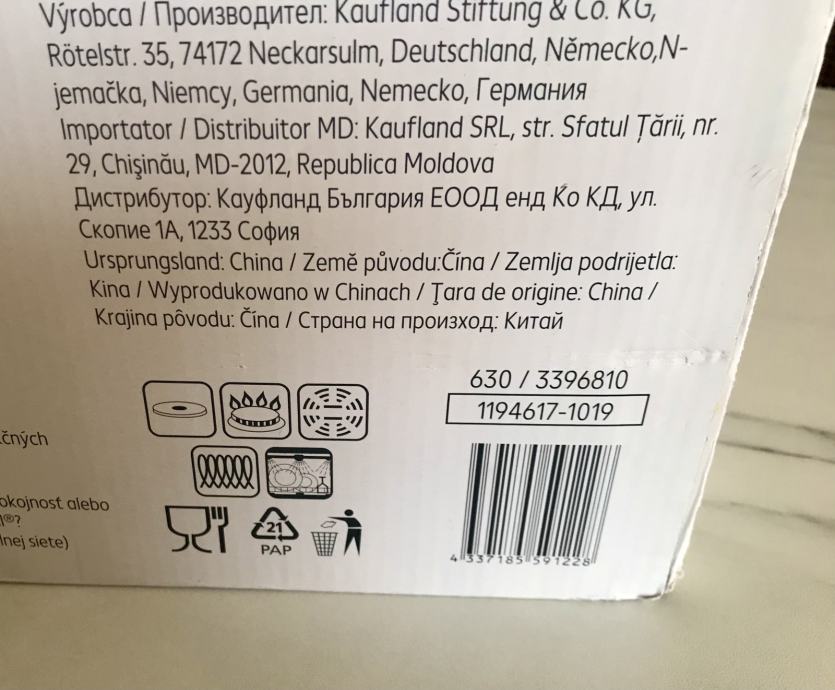 Výrobca / Производител: Kaufland Stiftung & Co. KG,
Rötelstr. 35, 74172 Neckarsulm, Deutschland, Německo,N-
jemačka, Niemcy, Germania, Nemecko, Германия
Importator / Distribuitor MD: Kaufland SRL, str. Sfatul Țării, nr.
29, Chişinău, MD-2012, Republica Moldova
Дистрибутор: Кауфланд България ЕООД енд Ко КД, ул.
Скопие 1А, 1233 София
Ursprungsland: China / Země původu:Čína / Zemlja podrijetla:
Kina / Wyprodukowano w Chinach / Ţara de origine: China /
Krajina pôvodu: Čína / Страна на произход: Китай
630 / 3396810
1194617-1019
čných
okojnosť alebo
®?
lnej siete)
21
PAP
4 337185 591228